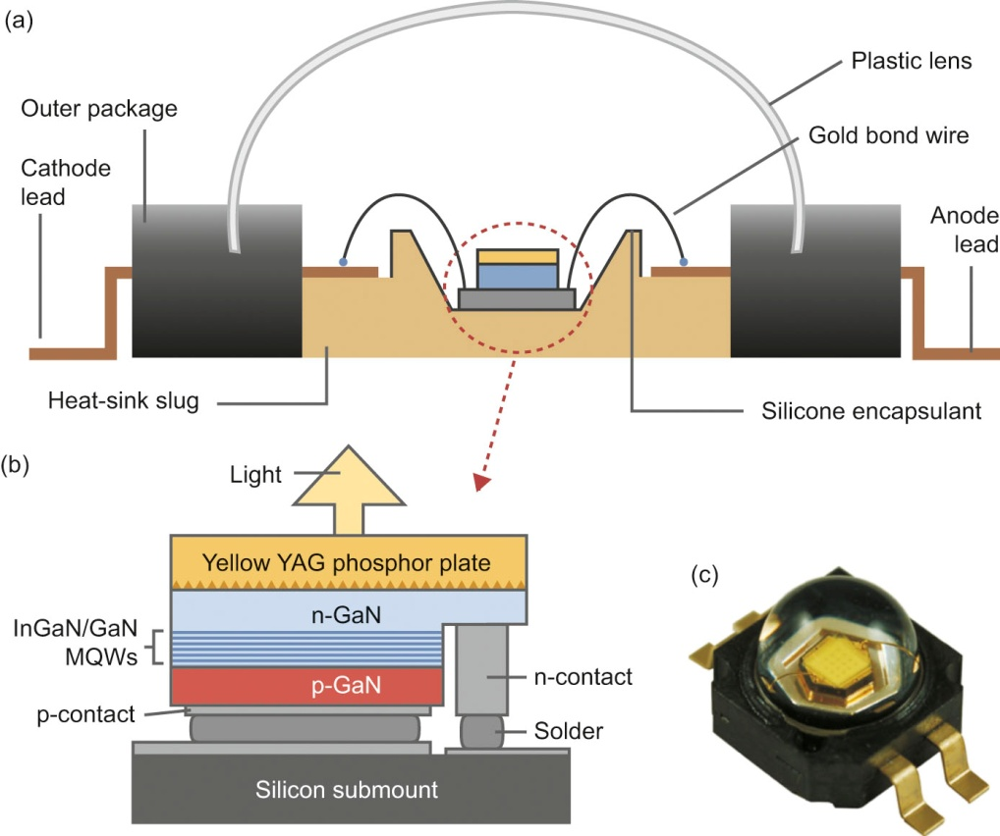 (a)
Plastic lens
Outer package
Gold bond wire
Cathode
lead
Anode
lead
Heat-sink slug
Silicone encapsulant
(b)
Light
Yellow YAG phosphor plate
(c)
n-GaN
InGaN/GaN
MQWs
p-GaN
n-contact
p-contact
Solder
Silicon submount